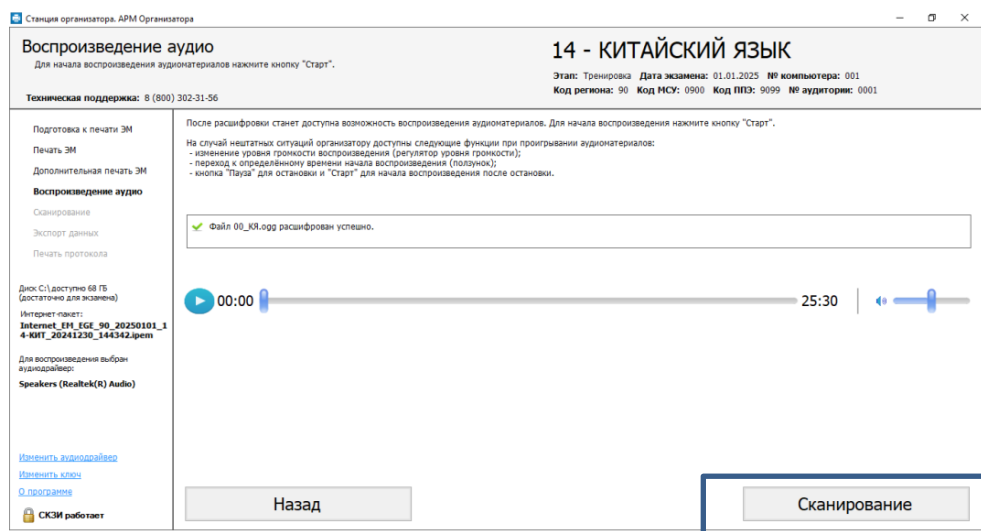 Станция организатора. АРМ Организатора
Воспроизведение аудио
Для начала воспроизведения аудиоматериалов нажмите кнопку "Старт".
Техническая поддержка: 8 (800) 302-31-56
14 - КИТАЙСКИЙ ЯЗЫК
Этап: Тренировка Дата экзамена: 01.01.2025 № компьютера: 001
Код региона: 90 Код МСУ: 0900 Код ППЭ: 9099 № аудитории: 0001
Подготовка к печати ЭМ
Печать ЭМ
Дополнительная печать ЭМ
Воспроизведение аудио
Сканирование
Экспорт данных
Печать протокола
Диск C:\ доступно 68 ГБ
(достаточно для экзамена)
Интернет-пакет:
Internet_EM_EGE_90_20250101_1
4-КИТ_20241230_144342.ipem
Для воспроизведения выбран
аудиодрайвер:
Speakers (Realtek(R) Audio)
Изменить аудиодрайвер
Изменить ключ
О программе
СКЗИ работает
После расшифровки станет доступна возможность воспроизведения аудиоматериалов. Для начала воспроизведения нажмите кнопку "Старт".
На случай нештатных ситуаций организатору доступны следующие функции при проигрывании аудиоматериалов:
- изменение уровня громкости воспроизведения (регулятор уровня громкости);
- переход к определённому времени начала воспроизведения (ползунок);
- кнопка "Пауза" для остановки и "Старт" для начала воспроизведения после остановки.
Файл 00_КЯ.ogg расшифрован успешно.
00:00
25:30
Назад
Сканирование